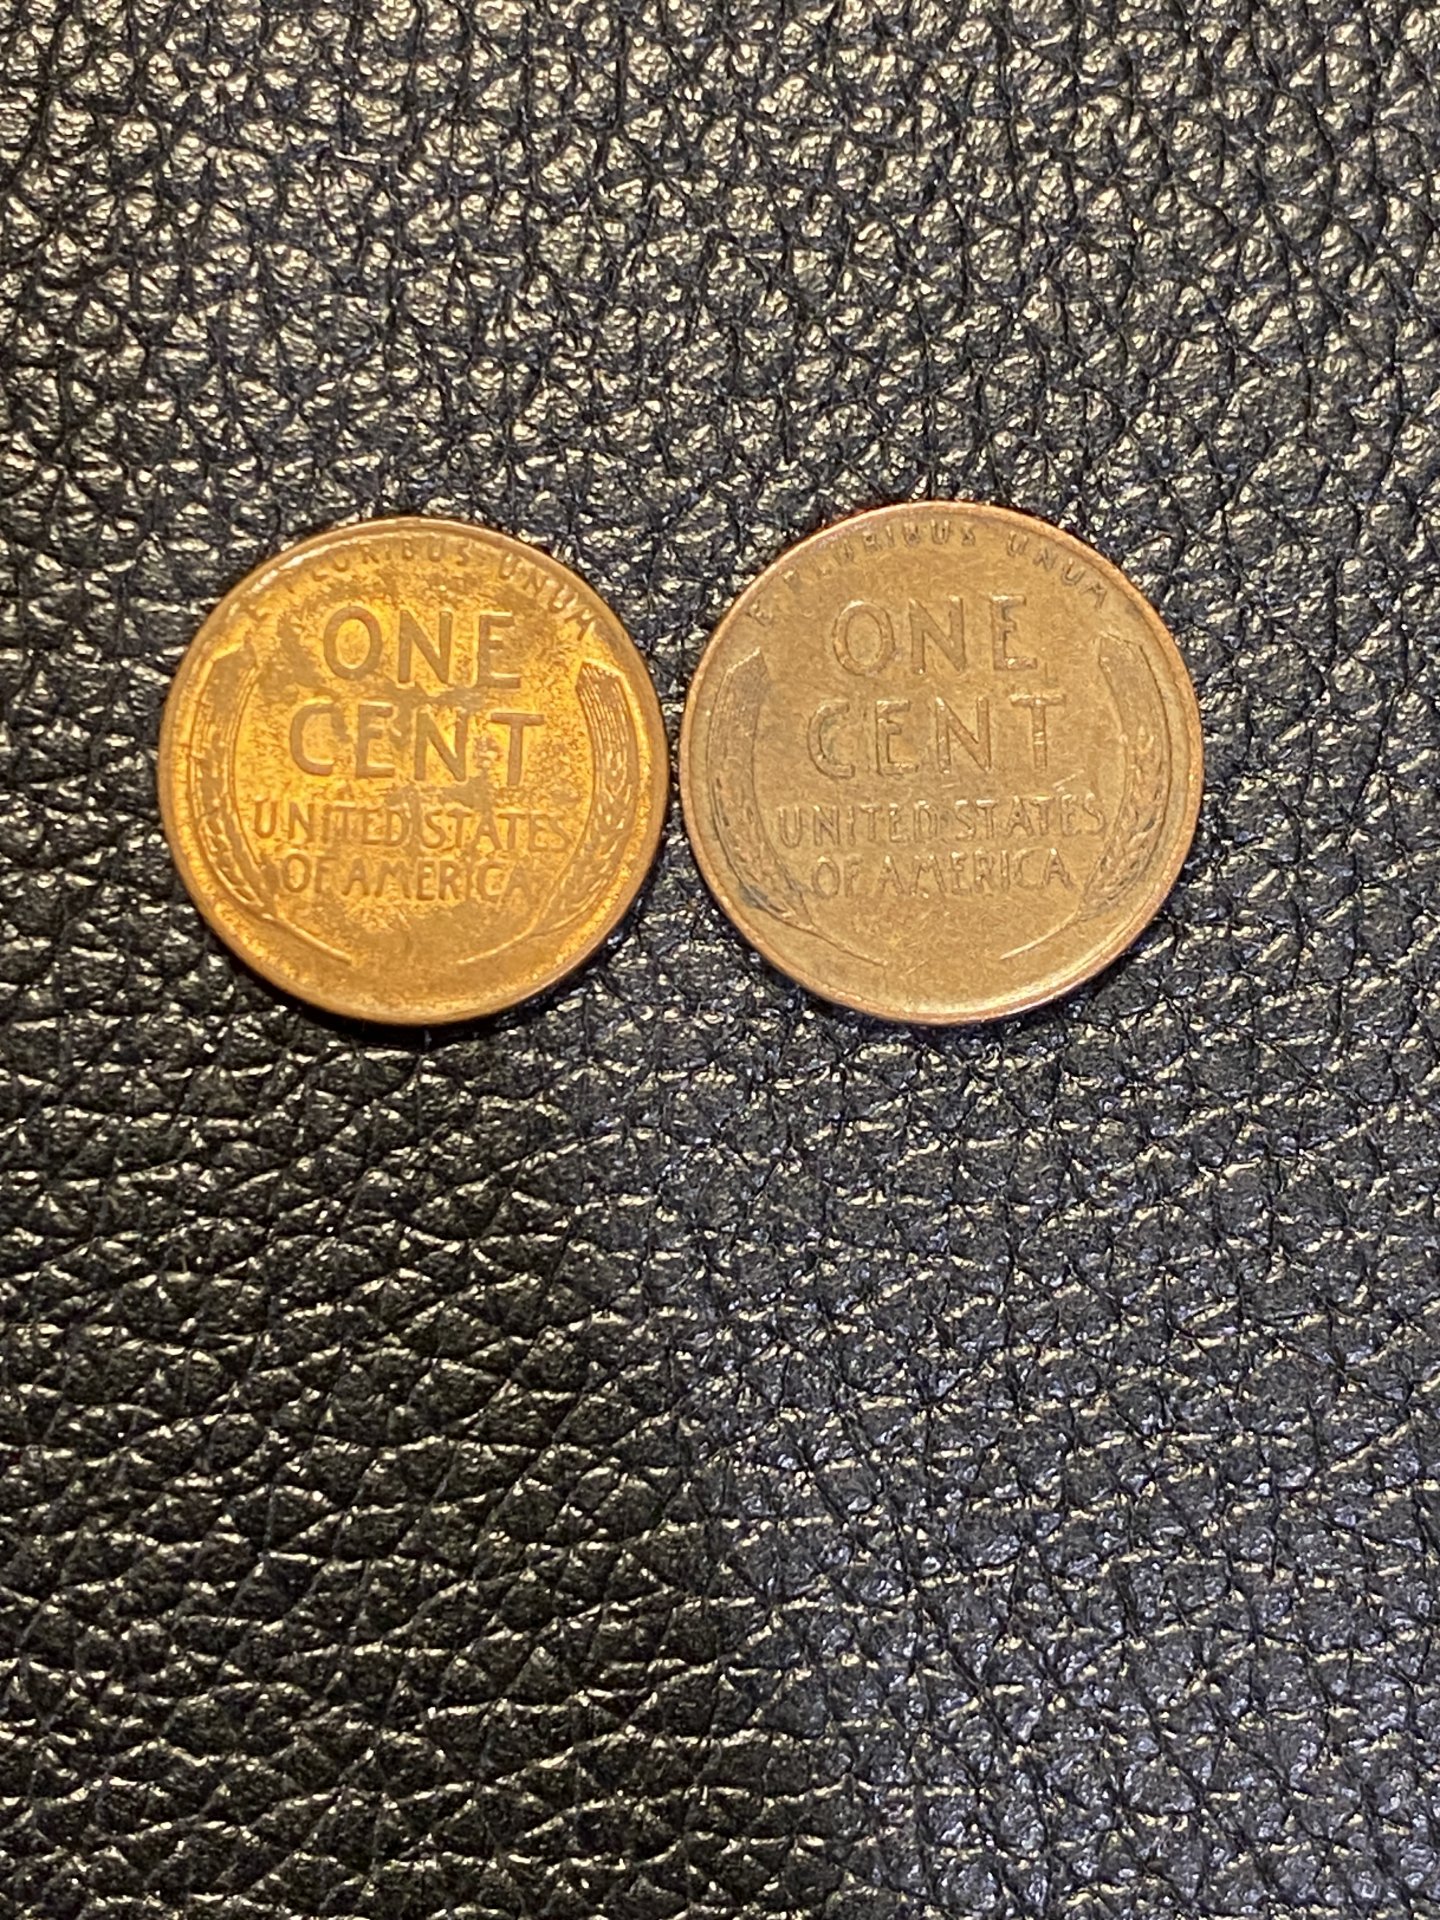 E PLURIBUS UNUM
ONE
CENT
UNITED STATES
OF AMERICA
E PLURIBUS UNUM
ONE
CENT
UNITED STATES
OF AMERICA